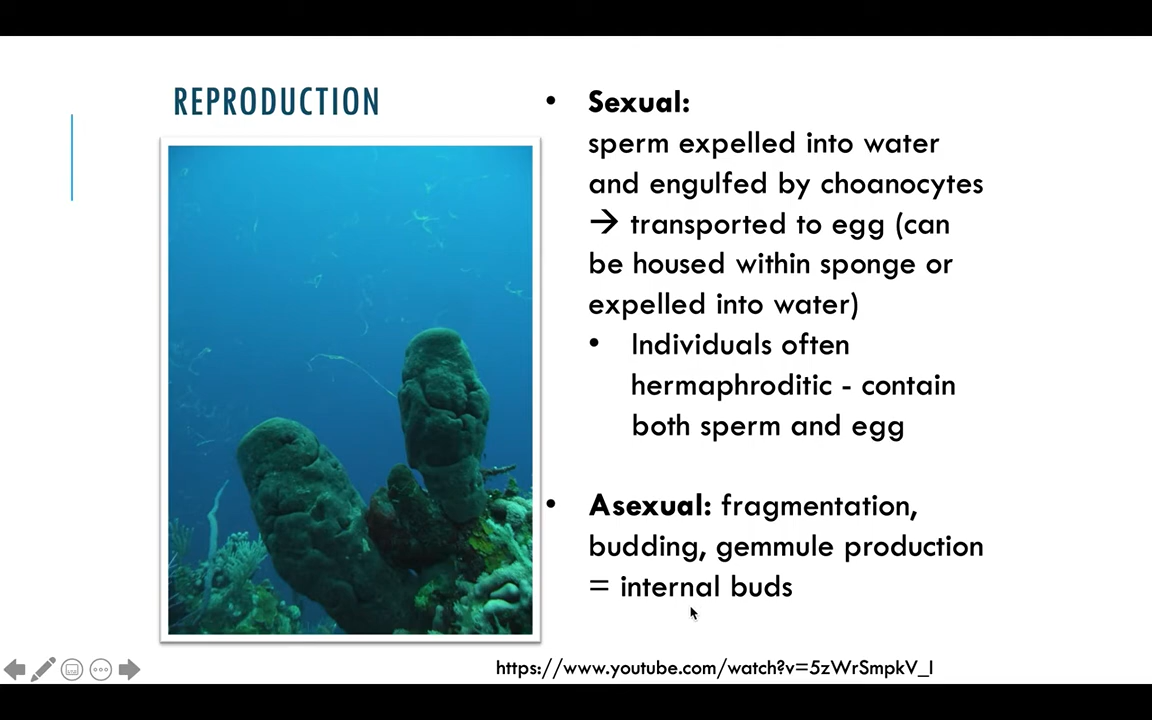 REPRODUCTION
• Sexual:
sperm expelled into water
and engulfed by choanocytes
→ transported to egg (can
be housed within sponge or
expelled into water)
• Individuals often
hermaphroditic - contain
both sperm and egg
• Asexual: fragmentation,
budding, gemmule production
= internal buds
https://www.youtube.com/watch?v=5zWrSmpkV_I